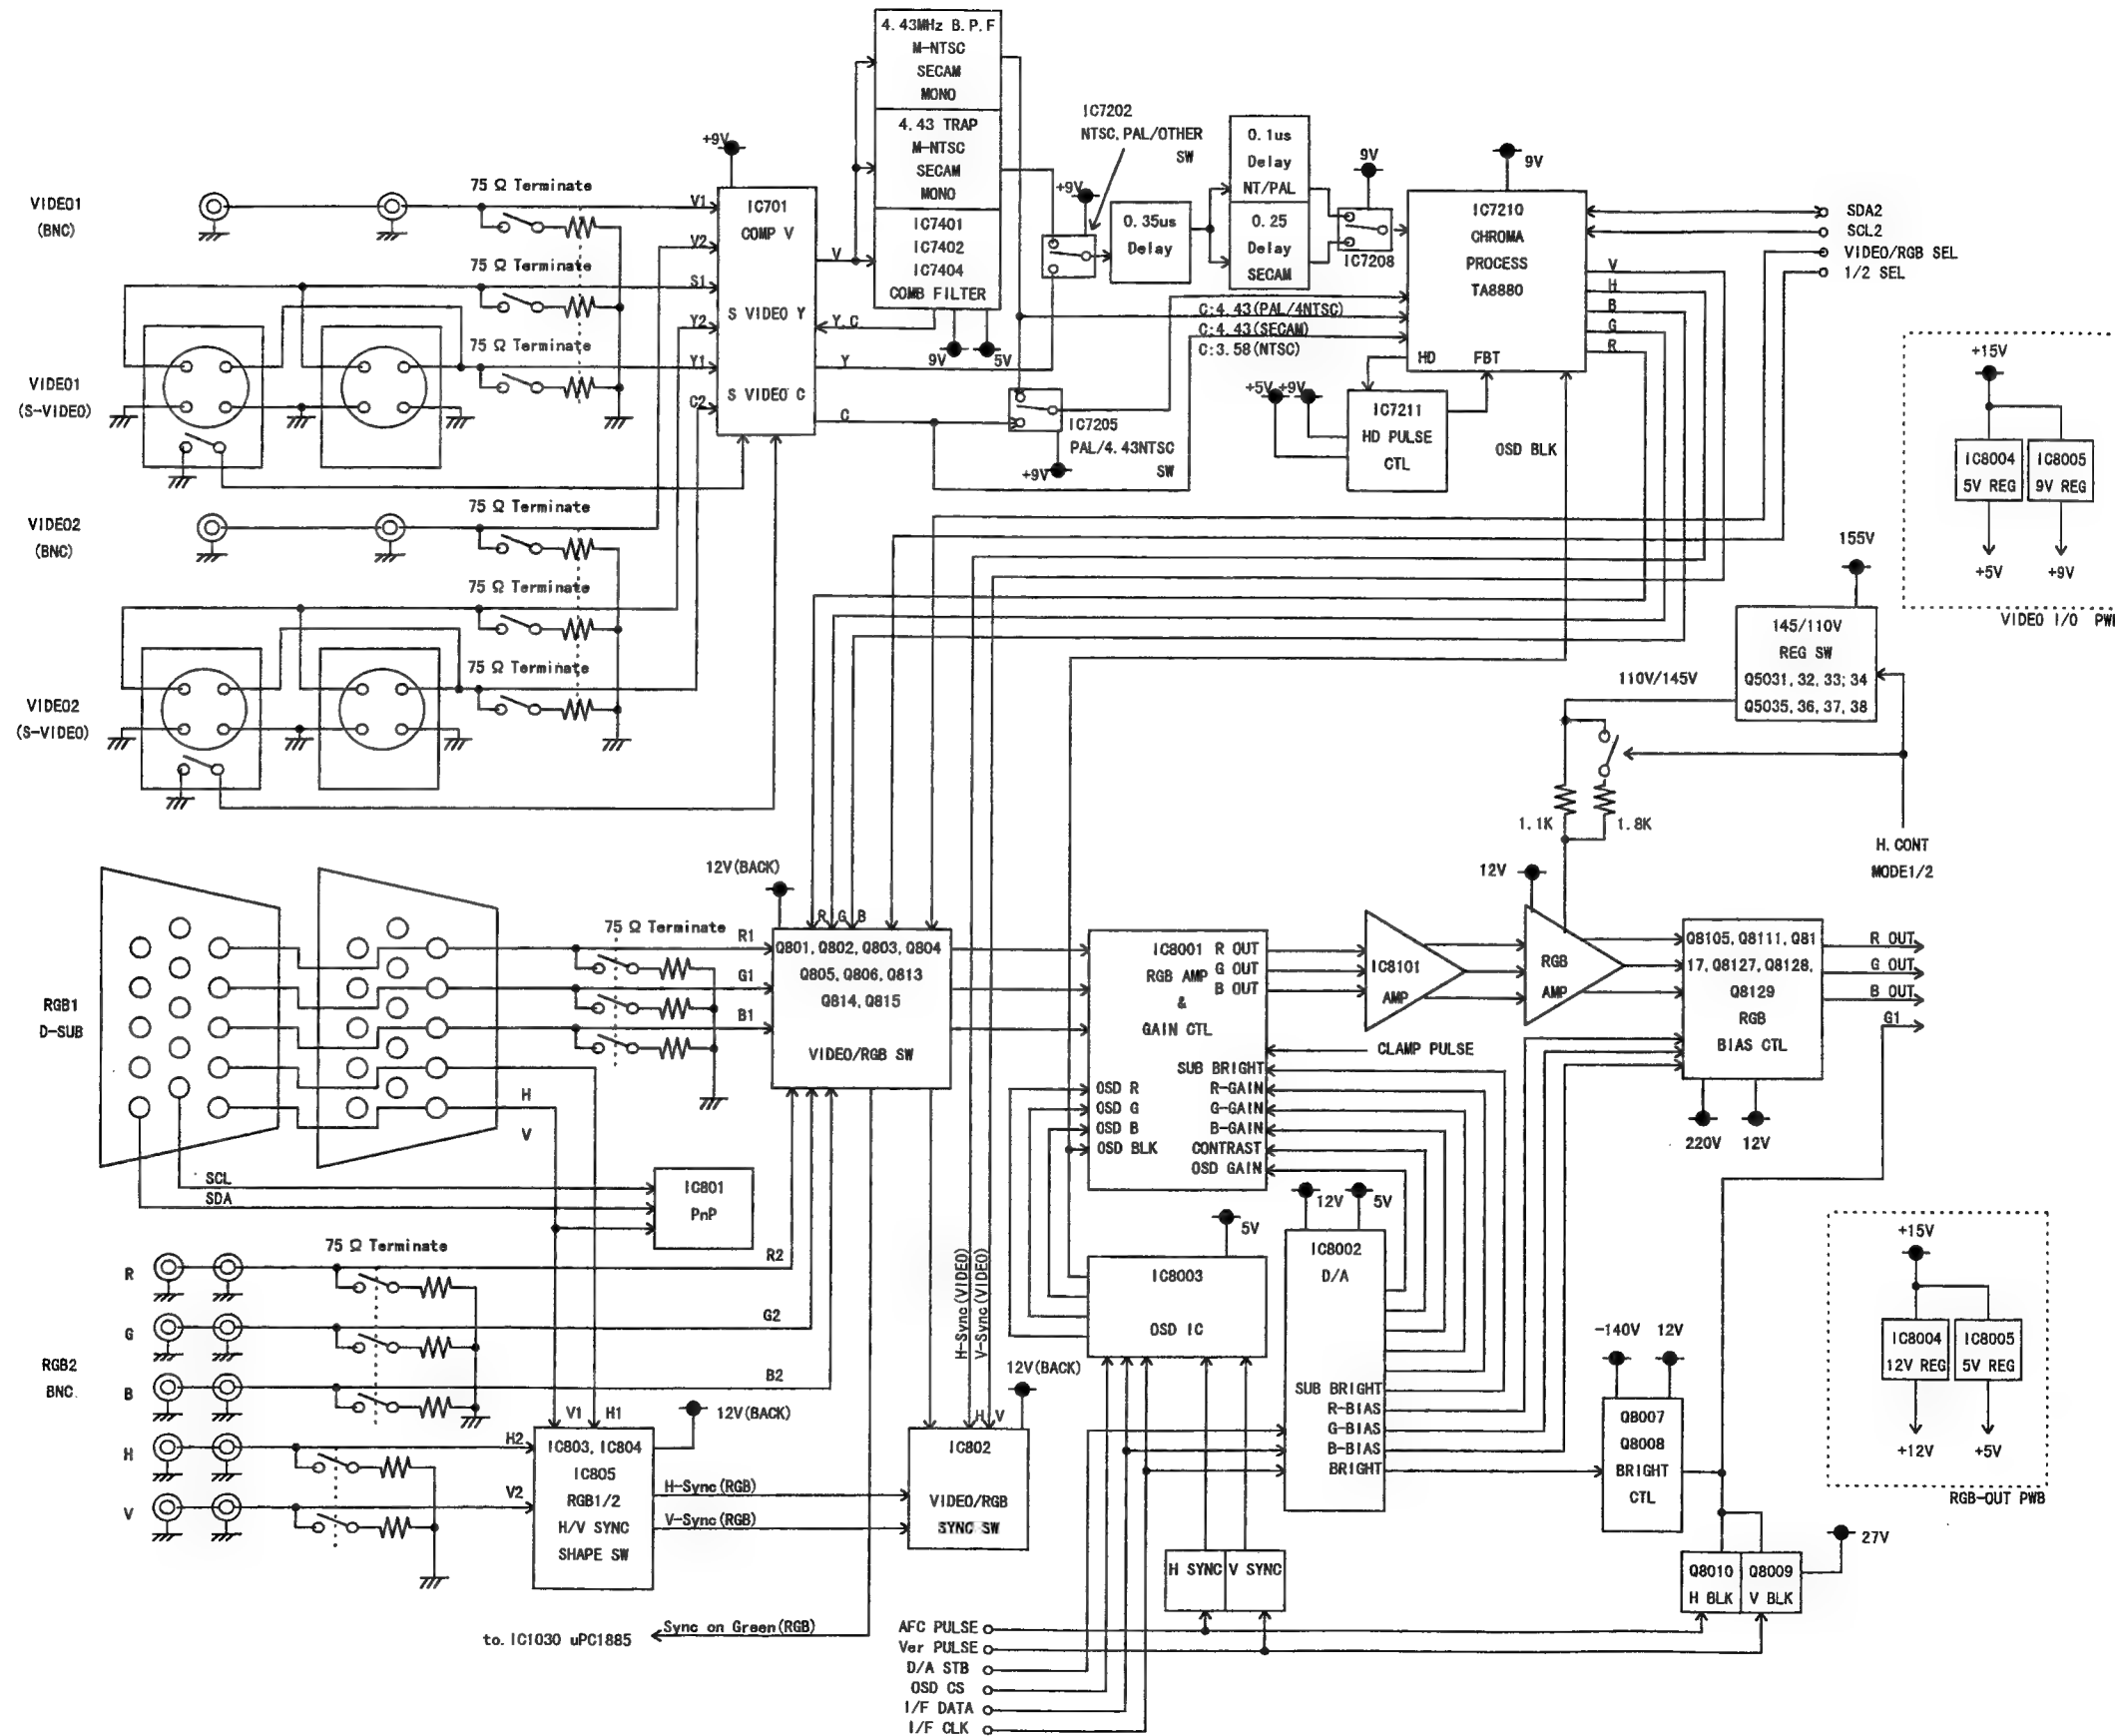 4.43MHz B.P.F
M-NTSC
SECAM
MONO
4.43 TRAP
M-NTSC
SECAM
MONO
IC7401
IC7402
IC7404
COMB FILTER
9V
5V
IC7202
NTSC.PAL/OTHER
SW
+9V
0.35us
Delay
0.1us
Delay
NT/PAL
0.25
Delay
SECAM
9V
IC7208
9V
IC7210
CHROMA
PROCESS
TA8880
HD
FBT
V
H
B
G
R
SDA2
SCL2
VIDEO/RGB SEL
1/2 SEL
VIDEO1
(BNC)
75 Ω Terminate
75 Ω Terminate
75 Ω Terminate
VIDEO1
(S-VIDEO)
+9V
V1
V2
S1
Y2
Y1
C2
IC701
COMP V
S VIDEO Y
S VIDEO C
V
Y.C
Y
C
C:4.43(PAL/4NTSC)
C:4.43(SECAM)
C:3.58(NTSC)
IC7205
PAL/4.43NTSC
SW
+9V
+5V +9V
IC7211
HD PULSE
CTL
OSD BLK
+15V
IC8004
5V REG
IC8005
9V REG
+5V
+9V
VIDEO I/O PW
VIDEO2
(BNC)
75 Ω Terminate
75 Ω Terminate
75 Ω Terminate
VIDEO2
(S-VIDEO)
155V
145/110V
REG SW
Q5031, 32, 33; 34
Q5035, 36, 37, 38
110V/145V
1.1K
1.8K
H.CONT
MODE1/2
RGB1
D-SUB
75 Ω Terminate
R1
G1
B1
H
V
SCL
SDA
IC801
PnP
12V(BACK)
R G B
Q801, Q802, Q803, Q804
Q805, Q806, Q813
Q814, Q815
VIDEO/RGB SW
IC8001
RGB AMP
&
GAIN CTL
R OUT
G OUT
B OUT
CLAMP PULSE
SUB BRIGHT
R-GAIN
G-GAIN
B-GAIN
CONTRAST
OSD GAIN
OSD R
OSD G
OSD B
OSD BLK
IC8101
AMP
12V
RGB
AMP
Q8105, Q8111, Q81
17, Q8127, Q8128,
Q8129
RGB
BIAS CTL
R OUT
G OUT
B OUT
G1
220V
12V
RGB2
BNC.
R
G
B
H
V
75 Ω Terminate
R2
G2
B2
H2
V2
V1
H1
12V(BACK)
IC803, IC804
IC805
RGB1/2
H/V SYNC
SHAPE SW
H-Sync(RGB)
V-Sync(RGB)
H-Sync(VIDEO)
V-Sync(VIDEO)
12V(BACK)
H V
IC802
VIDEO/RGB
SYNC SW
to. IC1030 uPC1885
Sync on Green(RGB)
5V
IC8003
OSD IC
12V
5V
IC8002
D/A
SUB BRIGHT
R-BIAS
G-BIAS
B-BIAS
BRIGHT
H SYNC
V SYNC
AFC PULSE
Ver PULSE
D/A STB
OSD CS
I/F DATA
I/F CLK
-140V
12V
Q8007
Q8008
BRIGHT
CTL
27V
Q8010
H BLK
Q8009
V BLK
+15V
IC8004
12V REG
IC8005
5V REG
+12V
+5V
RGB-OUT PWB